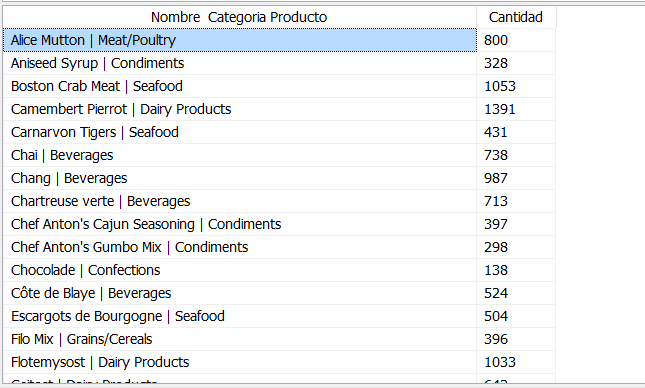 Nombre Categoria Producto Cantidad
Alice Mutton | Meat/Poultry 800
Aniseed Syrup | Condiments 328
Boston Crab Meat | Seafood 1053
Camembert Pierrot | Dairy Products 1391
Carnarvon Tigers | Seafood 431
Chai | Beverages 738
Chang | Beverages 987
Chartreuse verte | Beverages 713
Chef Anton's Cajun Seasoning | Condiments 397
Chef Anton's Gumbo Mix | Condiments 298
Chocolade | Confections 138
Côte de Blaye | Beverages 524
Escargots de Bourgogne | Seafood 504
Filo Mix | Grains/Cereals 396
Flotemysost | Dairy Products 1033